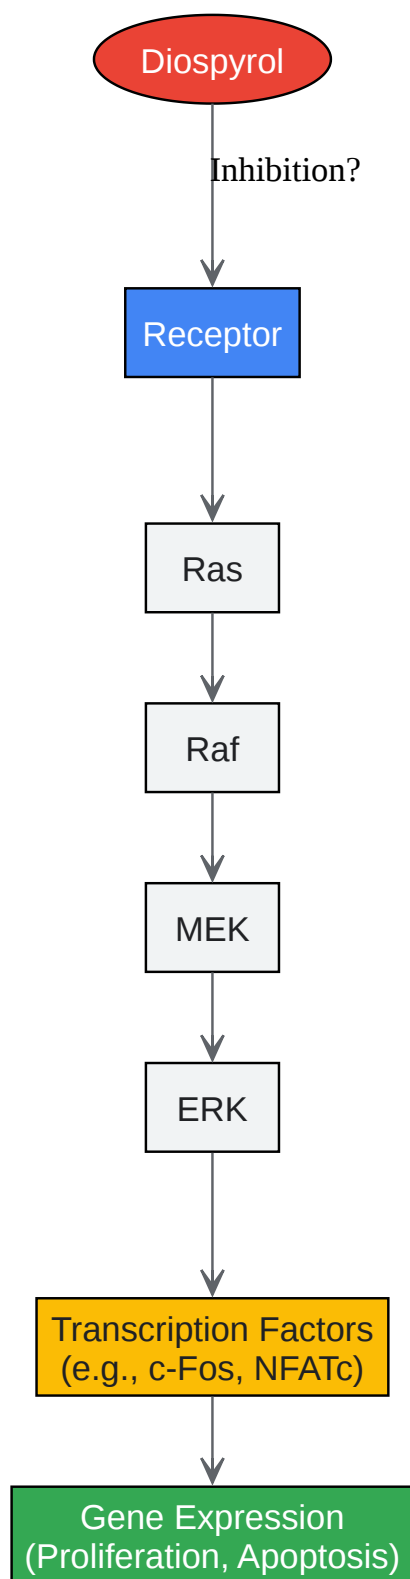 Diospyrol
Inhibition?
Receptor
Ras
Raf
MEK
ERK
Transcription Factors
(e.g., c-Fos, NFATc)
Gene Expression
(Proliferation, Apoptosis)